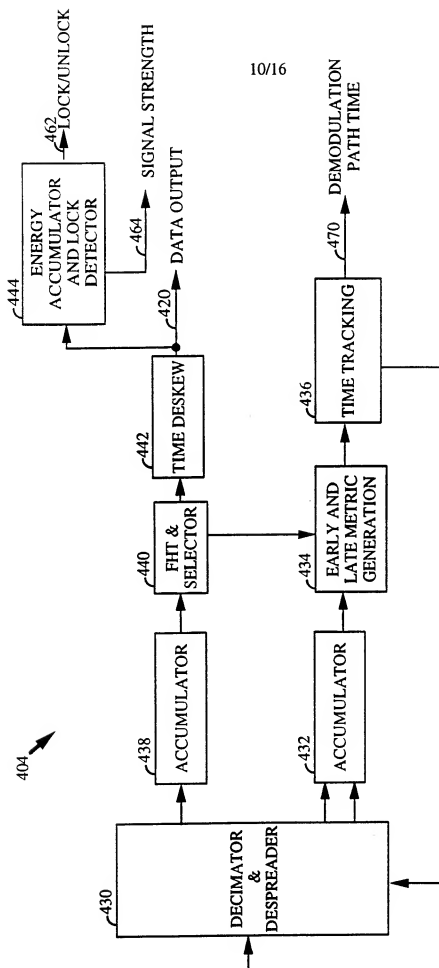 10/16
404
444
ENERGY
ACCUMULATOR
AND LOCK
DETECTOR
462
LOCK/UNLOCK
464
SIGNAL STRENGTH
420
DATA OUTPUT
442
TIME DESKEW
440
FHT &
SELECTOR
438
ACCUMULATOR
430
DECIMATOR
&
DESPREADER
432
ACCUMULATOR
434
EARLY AND
LATE METRIC
GENERATION
436
TIME TRACKING
470
DEMODULATION
PATH TIME